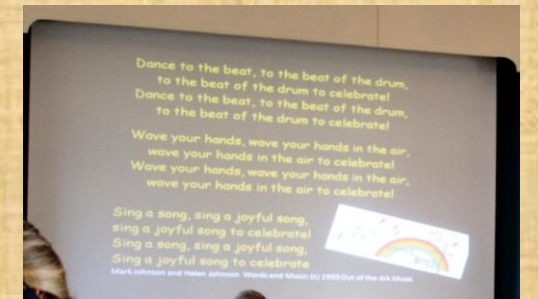 Dance to the beat, to the beat of the drum,
to the beat of the drum to celebrate!
Dance to the beat, to the beat of the drum,
to the beat of the drum to celebrate!
Wave your hands, wave your hands in the air,
wave your hands in the air to celebrate!
Wave your hands, wave your hands in the air,
wave your hands in the air to celebrate!
Sing a song, sing a joyful song,
sing a joyful song to celebrate!
Sing a song, sing a joyful song,
Sing a joyful song to celebrate
Mark Johnson and Helen Johnson Words and Music (c) 1995 Out of the Ark Music